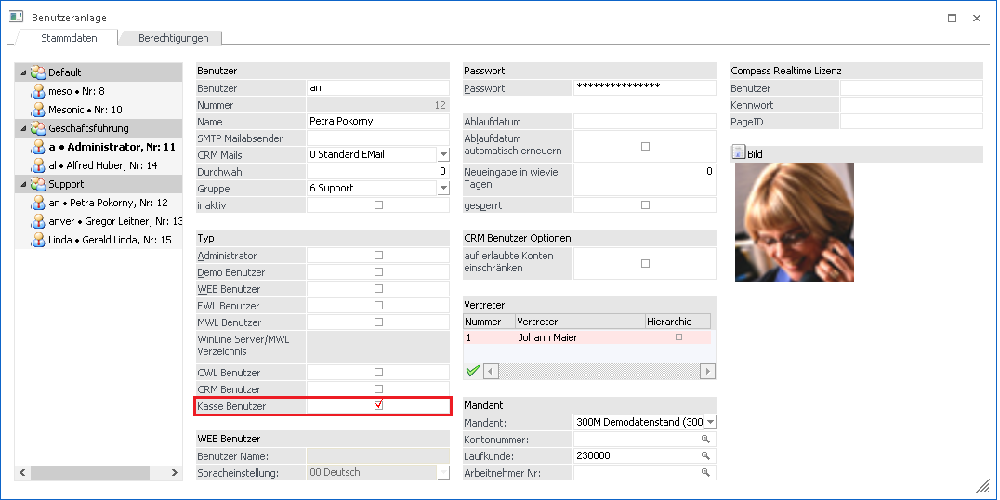 Benutzeranlage
Stammdaten
Berechtigungen
Default
meso • Nr: 8
Mesonic • Nr: 10
Geschäftsführung
a • Administrator, Nr: 11
al • Alfred Huber, Nr: 14
Support
an • Petra Pokorny, Nr: 12
anver • Gregor Leitner, Nr: 13
Linda • Gerald Linda, Nr: 15
Benutzer
Benutzer an
Nummer 12
Name Petra Pokorny
SMTP Mailabsender
CRM Mails 0 Standard EMail
Durchwahl 0
Gruppe 6 Support
inaktiv
Typ
Administrator
Demo Benutzer
WEB Benutzer
EWL Benutzer
MWL Benutzer
WinLine Server/MWL
Verzeichnis
CWL Benutzer
CRM Benutzer
Kasse Benutzer
WEB Benutzer
Benutzer Name:
Spracheinstellung: 00 Deutsch
Passwort
Passwort ***************
Ablaufdatum
Ablaufdatum
automatisch erneuern
Neueingabe in wieviel 0
Tagen
gesperrt
CRM Benutzer Optionen
auf erlaubte Konten
einschränken
Vertreter
Nummer Vertreter Hierarchie
1 Johann Maier
Mandant
Mandant: 300M Demodatenstand (300
Kontonummer:
Laufkunde: 230000
Arbeitnehmer Nr:
Compass Realtime Lizenz
Benutzer
Kennwort
PageID
Bild